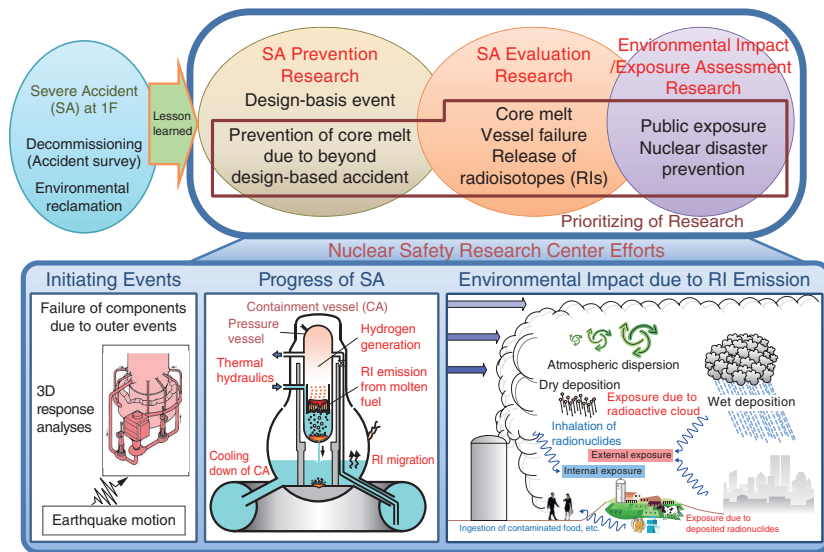 Severe Accident
(SA) at 1F
Decommissioning
(Accident survey)
Environmental
reclamation
Lesson
learned
SA Prevention
Research
Design-basis event
Prevention of core melt
due to beyond
design-based accident
SA Evaluation
Research
Core melt
Vessel failure
Release of
radioisotopes (RIs)
Environmental Impact
/Exposure Assessment
Research
Public exposure
Nuclear disaster
prevention
Prioritizing of Research
Nuclear Safety Research Center Efforts
Initiating Events
Failure of components
due to outer events
3D
response
analyses
Earthquake motion
Progress of SA
Containment vessel (CA)
Pressure
vessel
Hydrogen
generation
Thermal
hydraulics
RI emission
from molten
fuel
Cooling
down of CA
RI migration
Environmental Impact due to RI Emission
Atmospheric dispersion
Dry deposition
Exposure due to
radioactive cloud
Wet deposition
Inhalation of
radionuclides
External exposure
Internal exposure
Ingestion of contaminated food, etc.
Exposure due to
deposited radionuclides